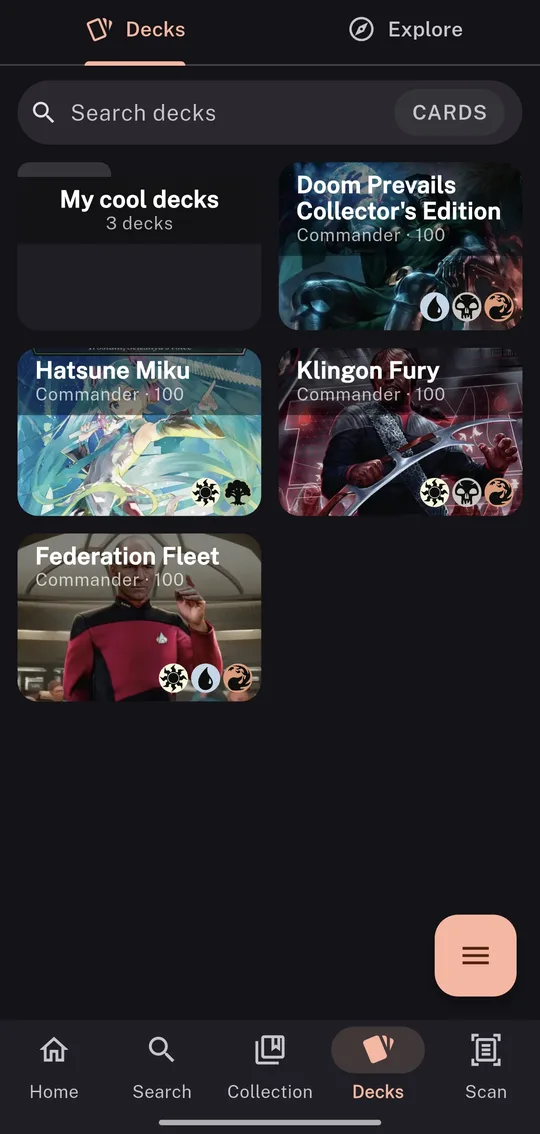 Decks
Explore
Search decks
CARDS
My cool decks
3 decks
Doom Prevails
Collector's Edition
Commander · 100
Hatsune Miku
Commander · 100
Klingon Fury
Commander · 100
Federation Fleet
Commander · 100
Home
Search
Collection
Decks
Scan